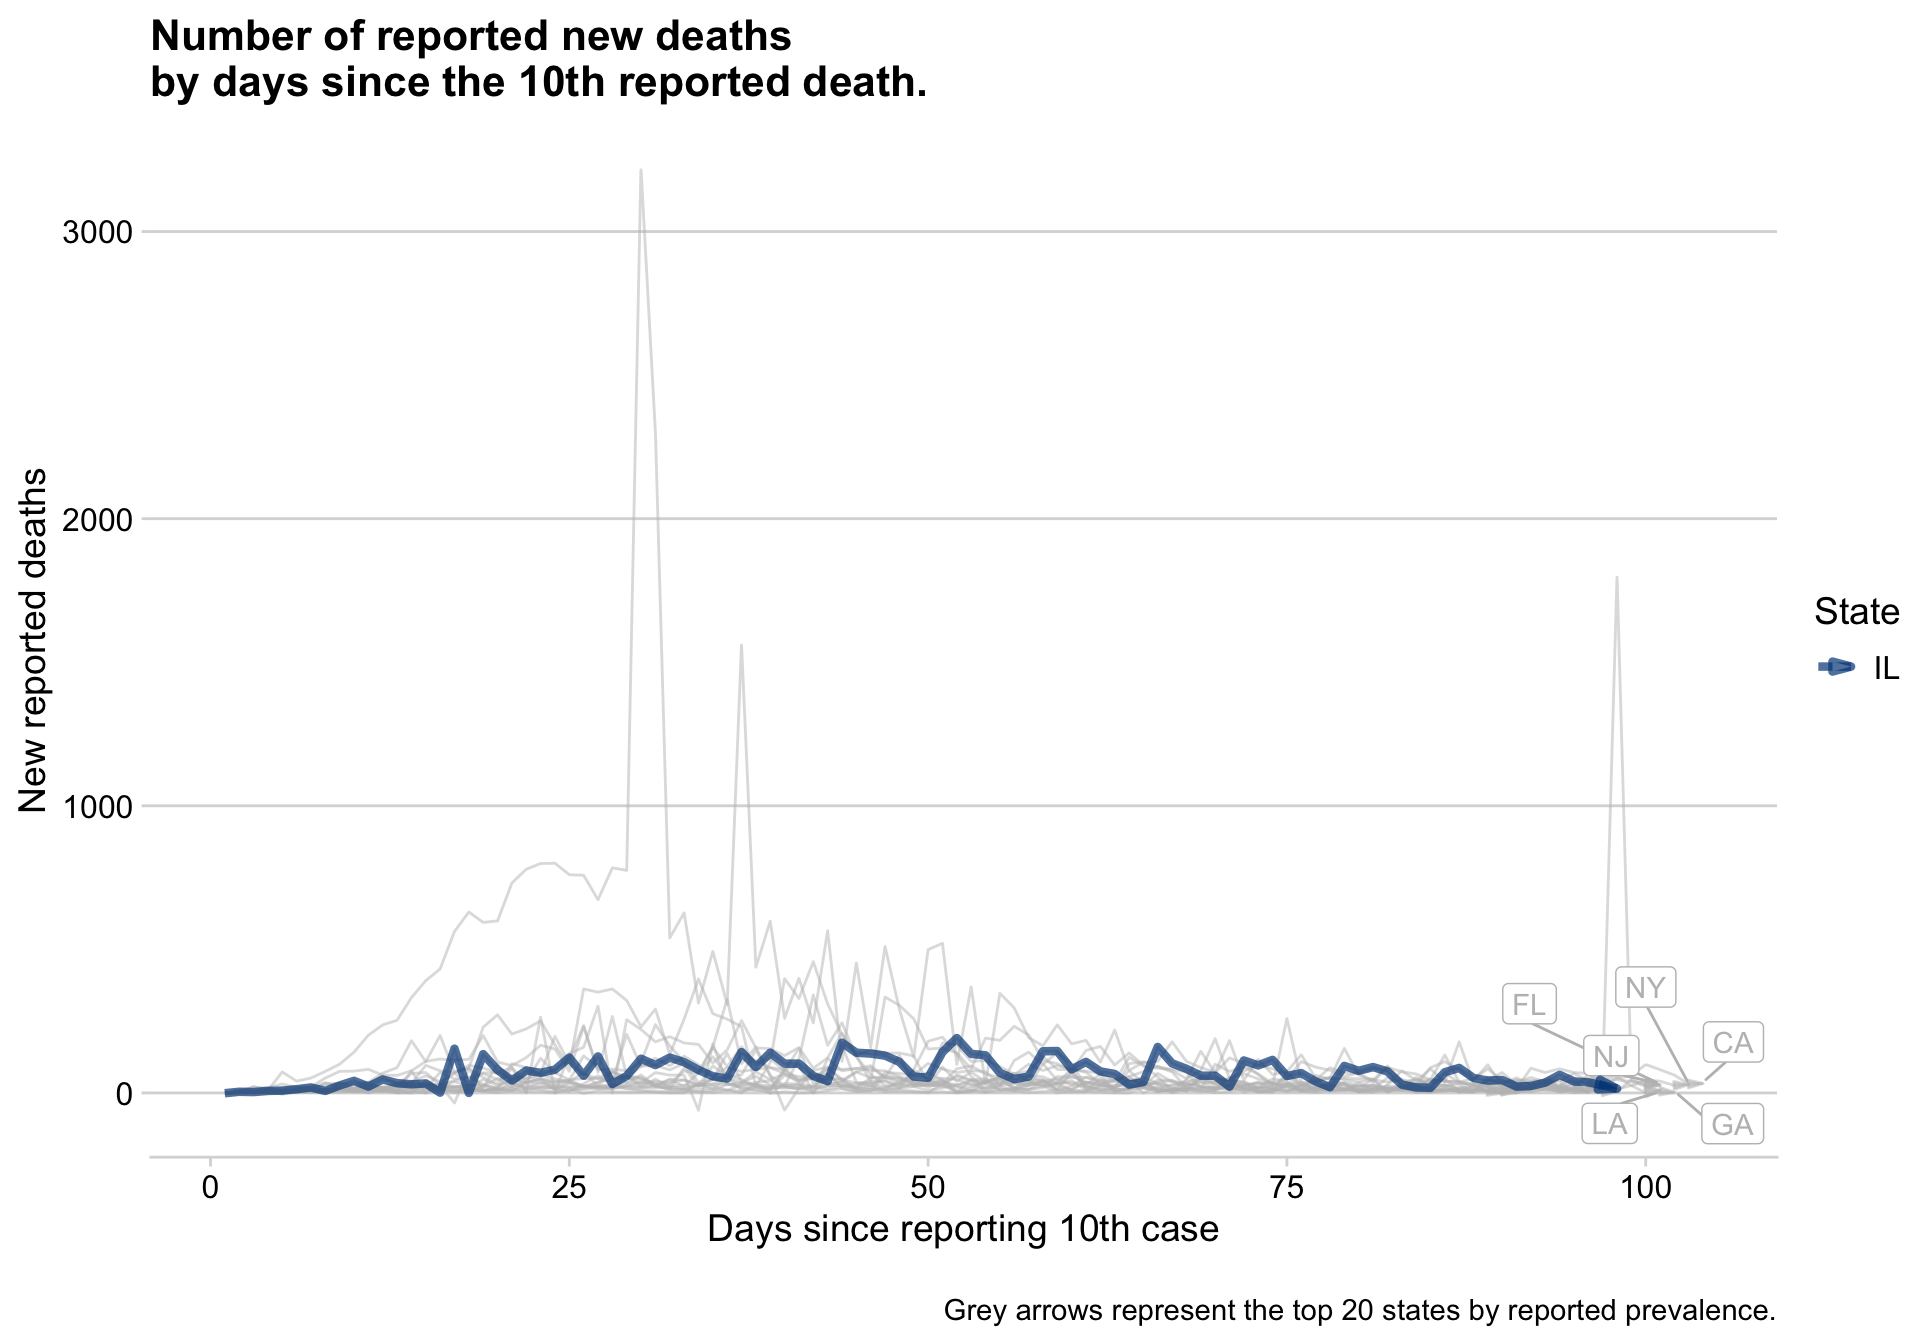 Number of reported new deaths
by days since the 10th reported death.
New reported deaths
3000
2000
1000
0
FL
NY
NJ
CA
LA
GA
State
IL
0
25
50
75
100
Days since reporting 10th case
Grey arrows represent the top 20 states by reported prevalence.